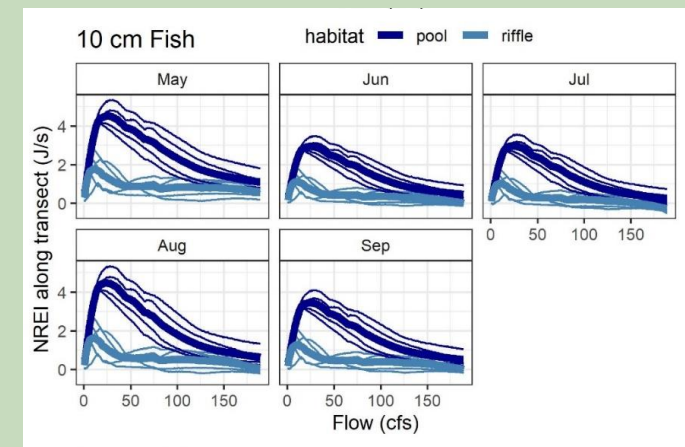 10 cm Fish
habitat pool riffle
May Jun Jul
4
2
0
0 50 100 150
Aug Sep
4
2
0
0 50 100 150 0 50 100 150
NREI along transect (J/s)
Flow (cfs)